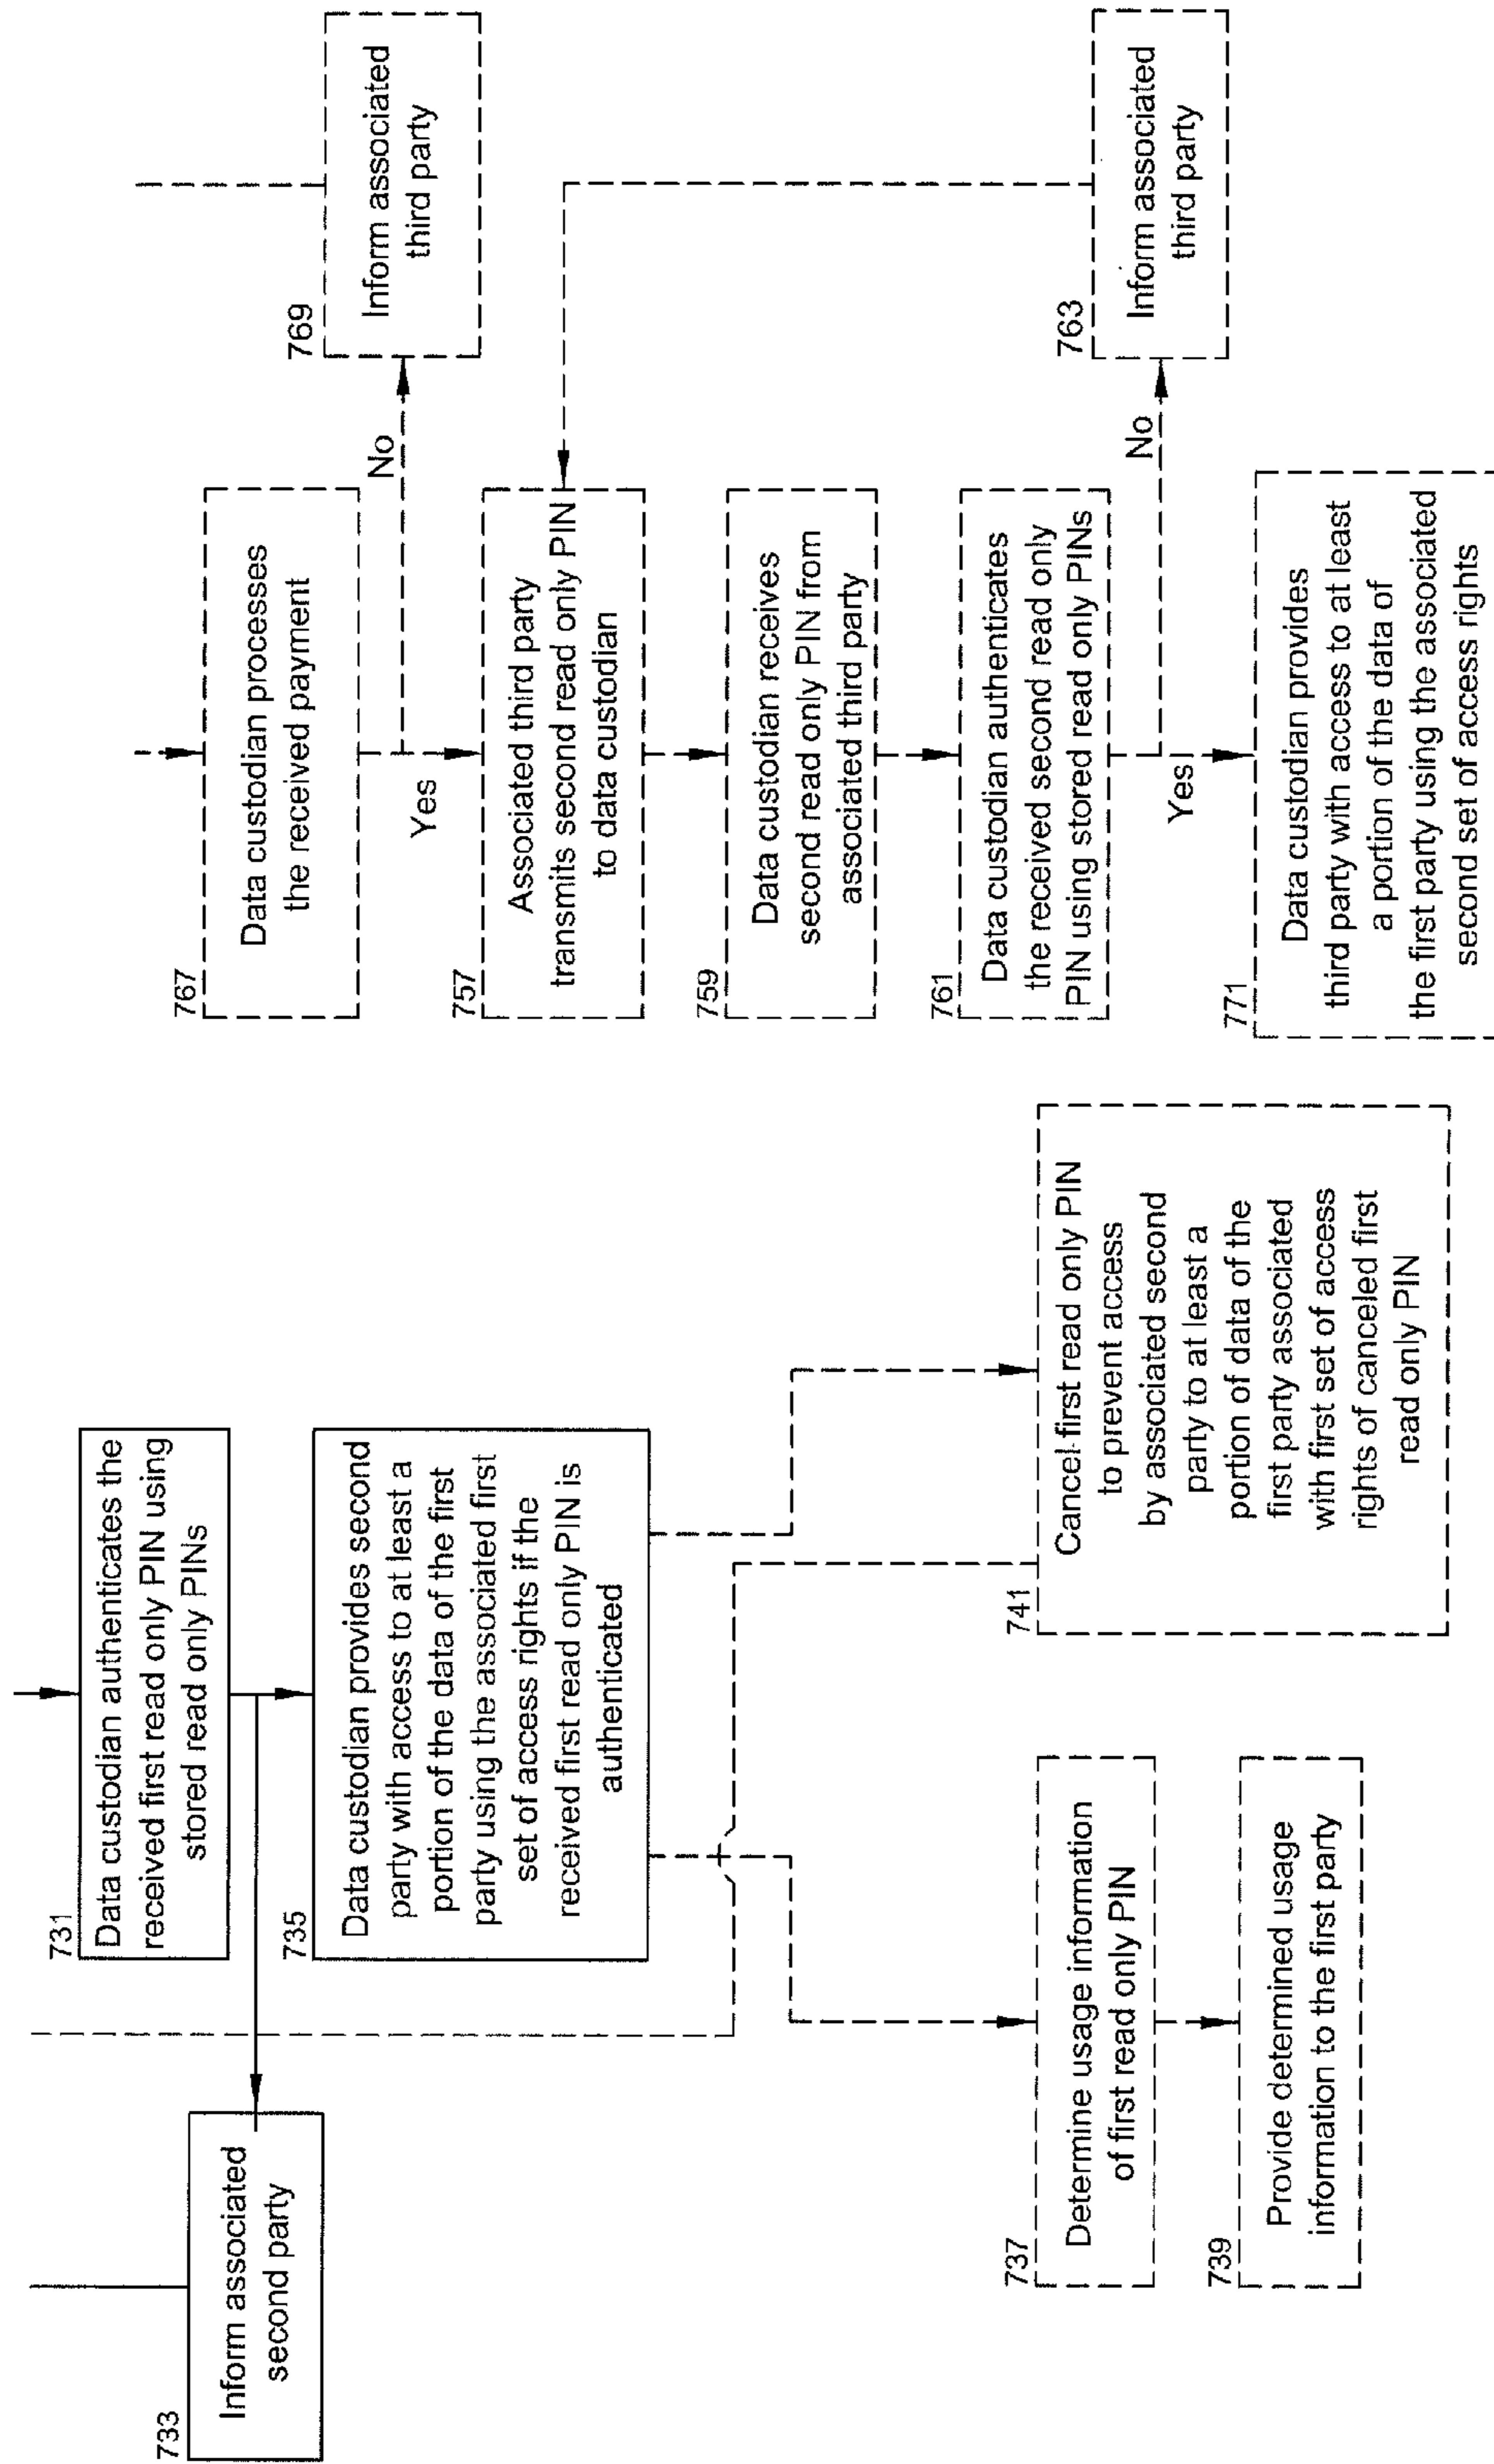 733
Inform associated
second party
731
Data custodian authenticates the
received first read only PIN using
stored read only PINs
735
Data custodian provides second
party with access to at least a
portion of the data of the first
party using the associated first
set of access rights if the
received first read only PIN is
authenticated
737
Determine usage information
of first read only PIN
739
Provide determined usage
information to the first party
741
Cancel first read only PIN
to prevent access
by associated second
party to at least a
portion of data of the
first party associated
with first set of access
rights of canceled first
read only PIN
767
Data custodian processes
the received payment
No
Yes
769
Inform associated
third party
757
Associated third party
transmits second read only PIN
to data custodian
759
Data custodian receives
second read only PIN from
associated third party
761
Data custodian authenticates
the received second read only
PIN using stored read only PINs
No
Yes
763
Inform associated
third party
771
Data custodian provides
third party with access to at least
a portion of the data of
the first party using the associated
second set of access rights